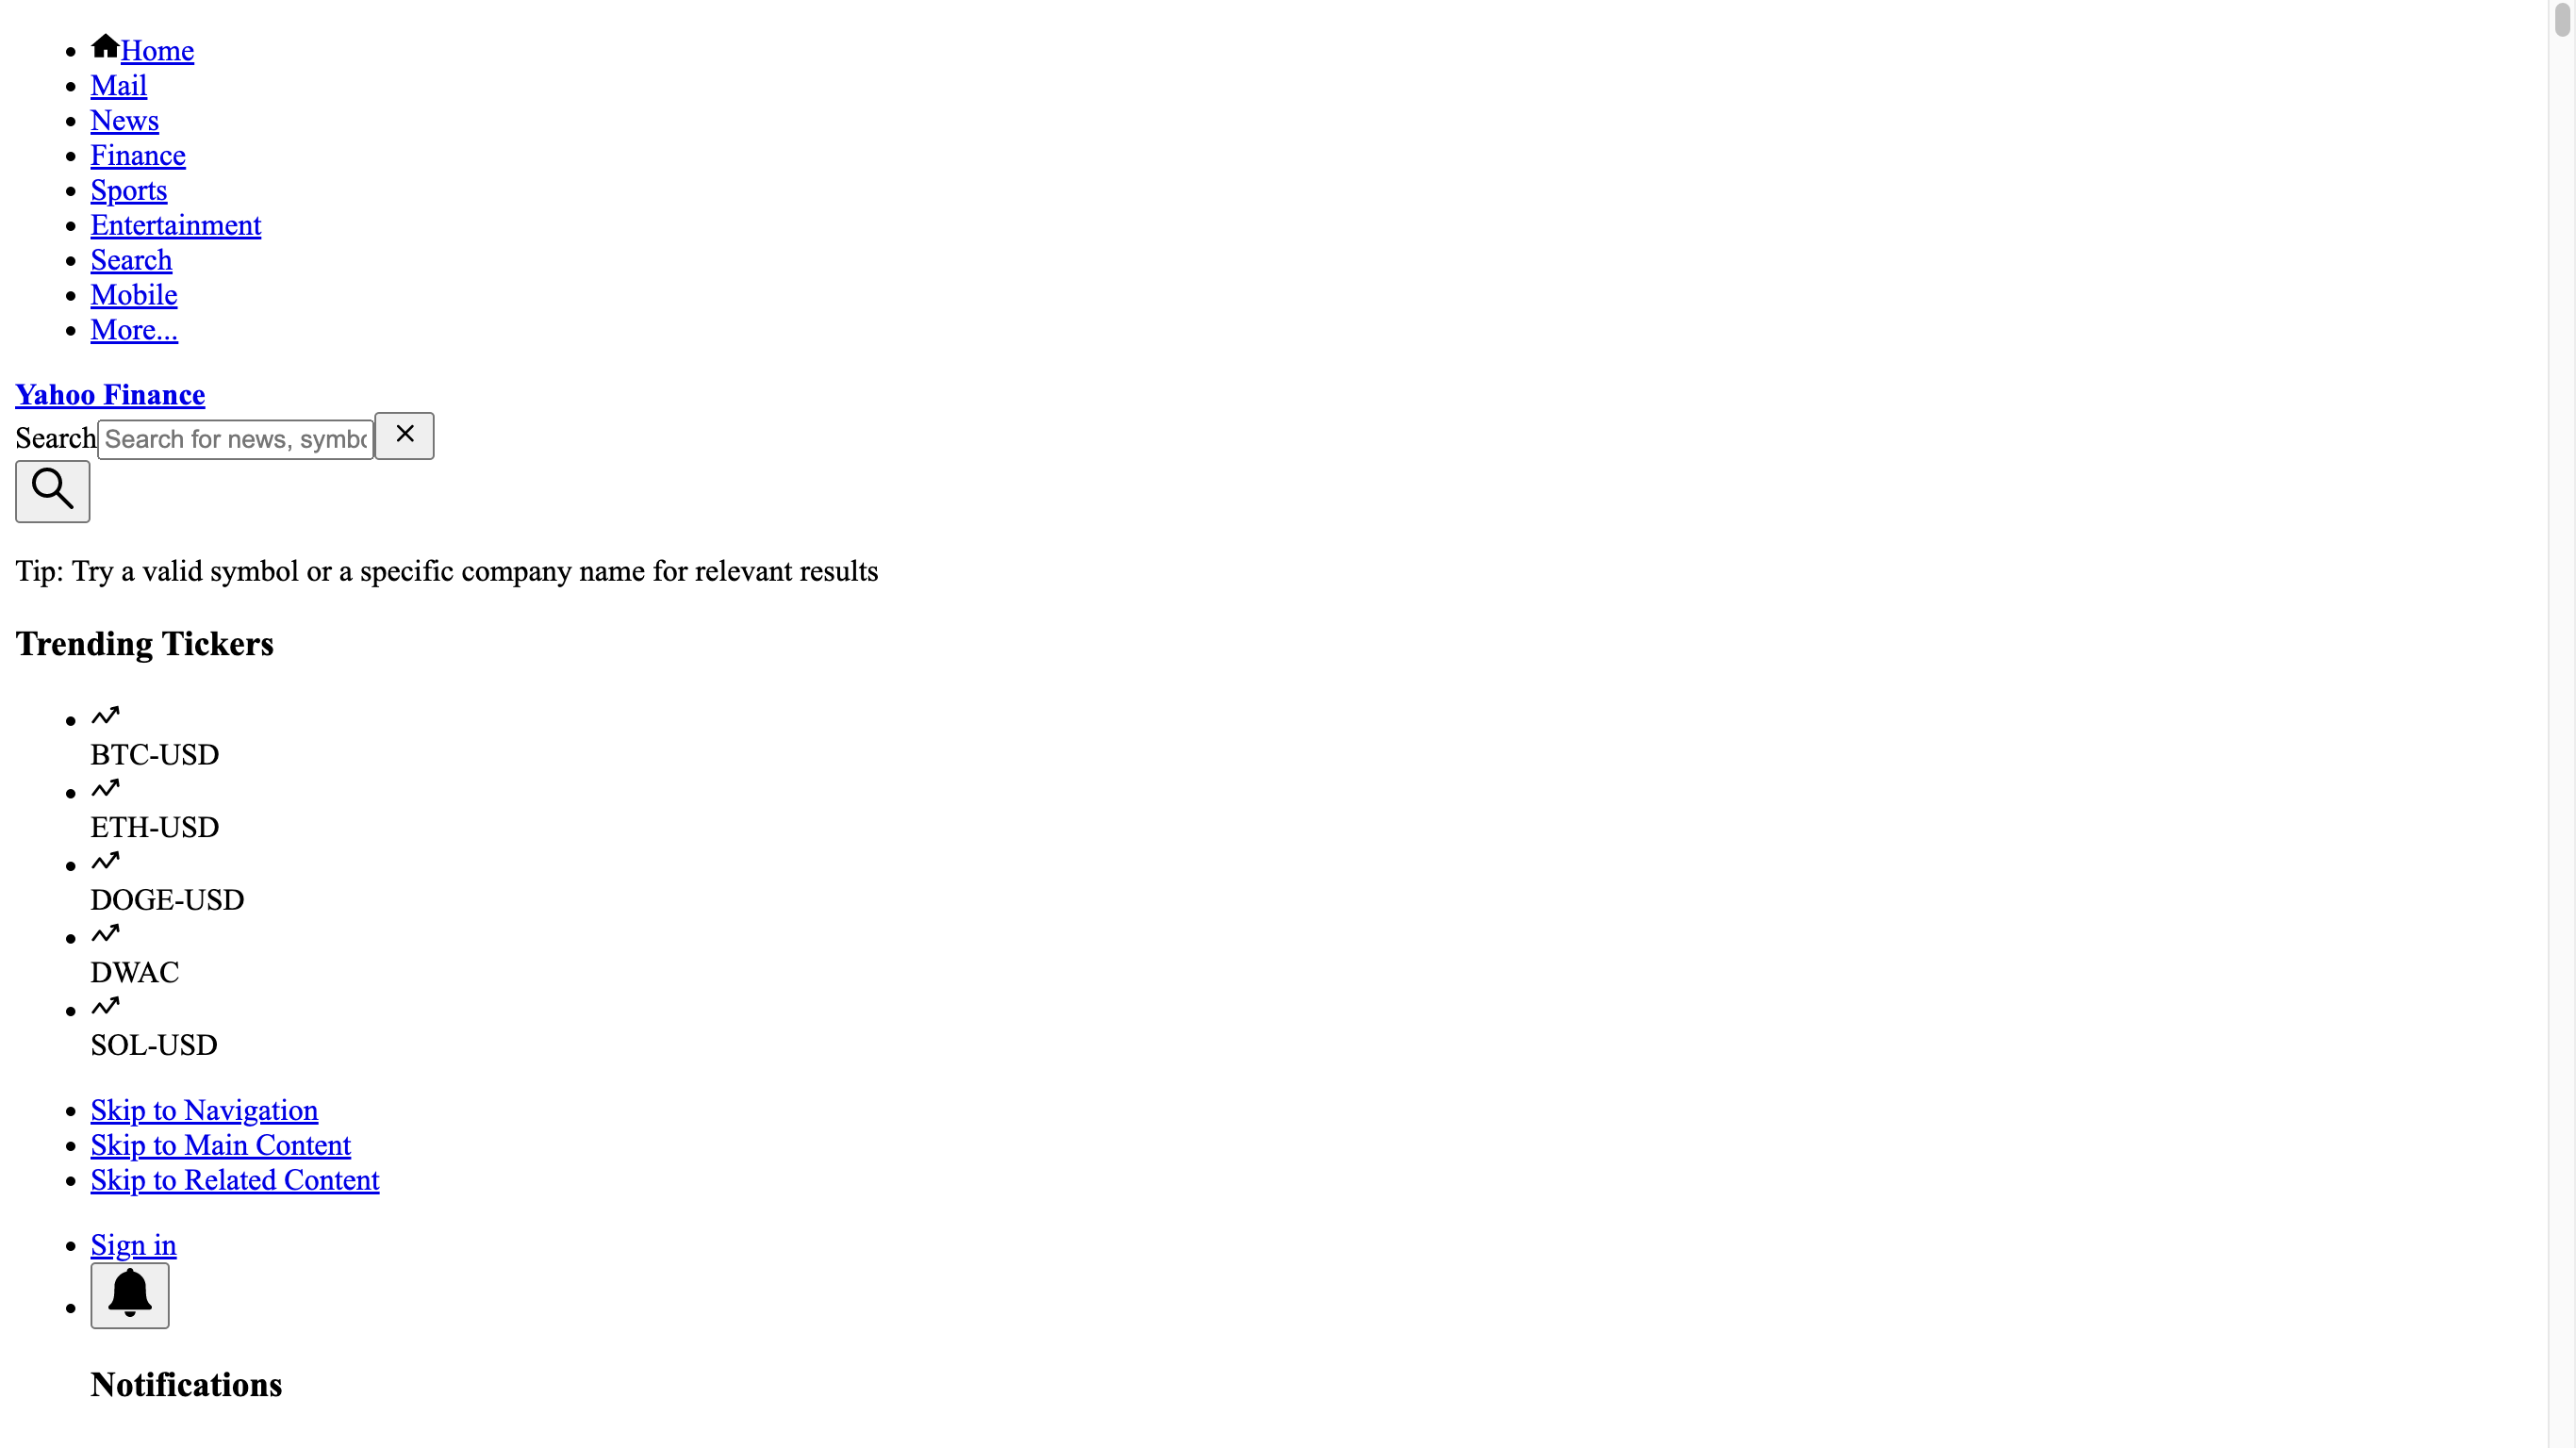 Home
Mail
News
Finance
Sports
Entertainment
Search
Mobile
More...
Yahoo Finance
Search Search for news, symbo
Tip: Try a valid symbol or a specific company name for relevant results
Trending Tickers
BTC-USD
ETH-USD
DOGE-USD
DWAC
SOL-USD
Skip to Navigation
Skip to Main Content
Skip to Related Content
Sign in
Notifications